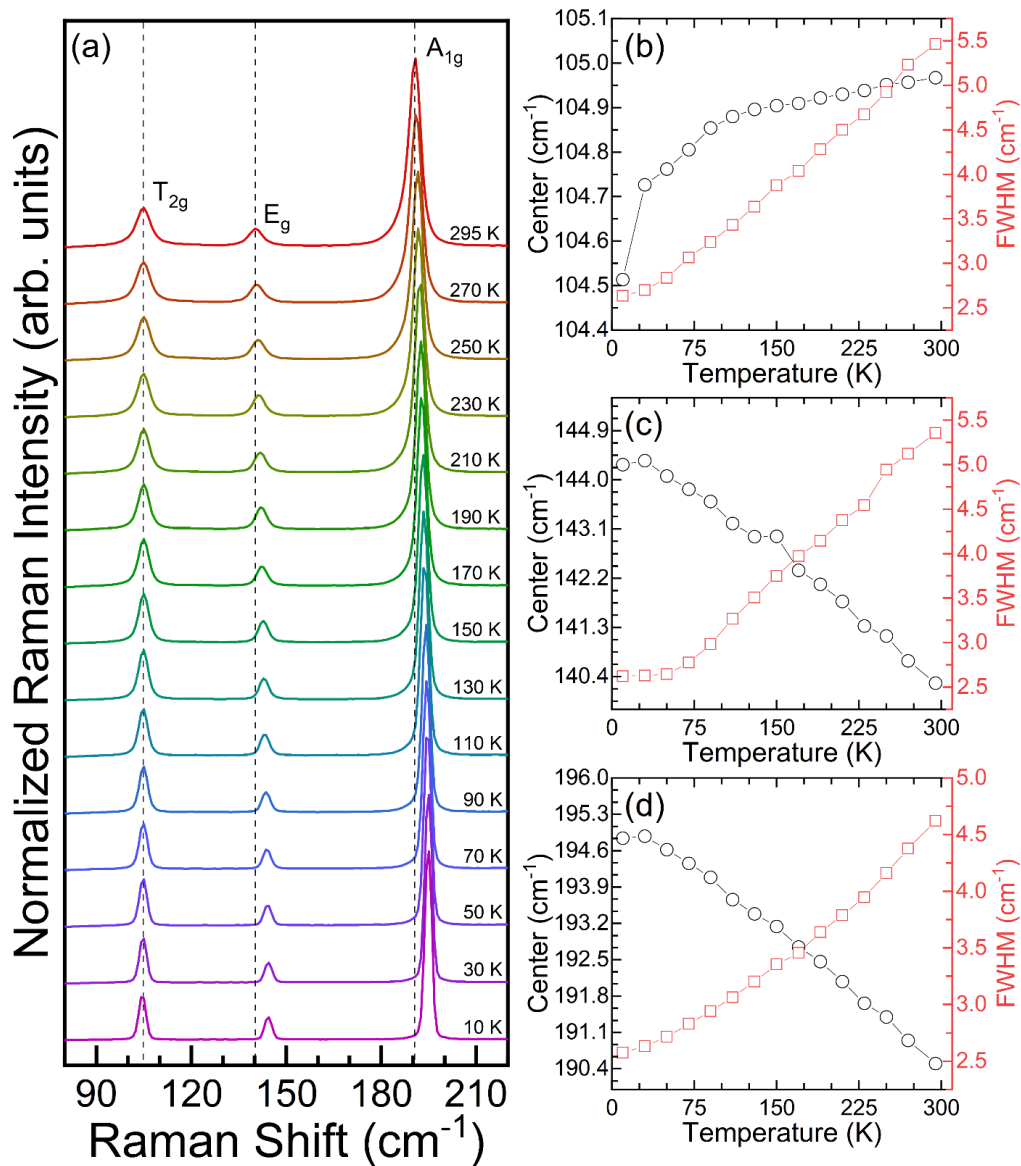 (a)
A1g
T2g
Eg
295 K
270 K
250 K
230 K
210 K
190 K
170 K
150 K
130 K
110 K
90 K
70 K
50 K
30 K
10 K
90 120 150 180 210
Raman Shift (cm-1)
Normalized Raman Intensity (arb. units)
(b)
105.1
105.0
104.9
104.8
104.7
104.6
104.5
104.4
Center (cm-1)
5.5
5.0
4.5
4.0
3.5
3.0
2.5
FWHM (cm-1)
0 75 150 225 300
Temperature (K)
(c)
144.9
144.0
143.1
142.2
141.3
140.4
Center (cm-1)
5.5
5.0
4.5
4.0
3.5
3.0
2.5
FWHM (cm-1)
0 75 150 225 300
Temperature (K)
(d)
196.0
195.3
194.6
193.9
193.2
192.5
191.8
191.1
190.4
Center (cm-1)
5.0
4.5
4.0
3.5
3.0
2.5
FWHM (cm-1)
0 75 150 225 300
Temperature (K)